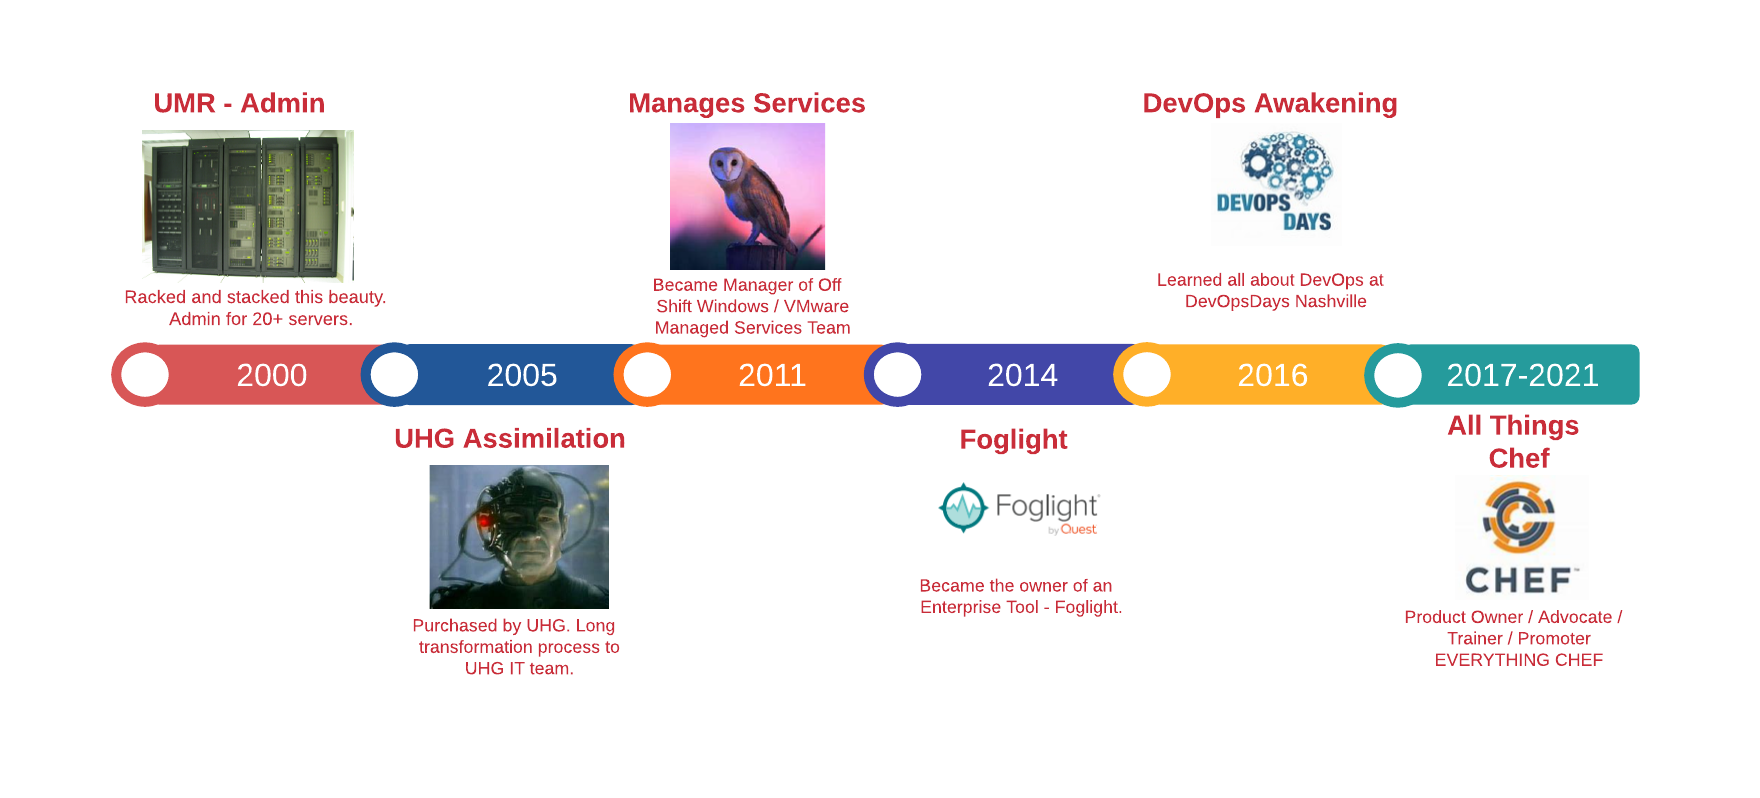 UMR - Admin
Racked and stacked this beauty.
Admin for 20+ servers.
Manages Services
Became Manager of Off
Shift Windows / VMware
Managed Services Team
DevOps Awakening
DEVOPS
DAYS
Learned all about DevOps at
DevOpsDays Nashville
2000
2005
2011
2014
2016
2017-2021
UHG Assimilation
Purchased by UHG. Long
transformation process to
UHG IT team.
Foglight
Foglight
by Quest
Became the owner of an
Enterprise Tool - Foglight.
All Things
Chef
CHEF™
Product Owner / Advocate /
Trainer / Promoter
EVERYTHING CHEF